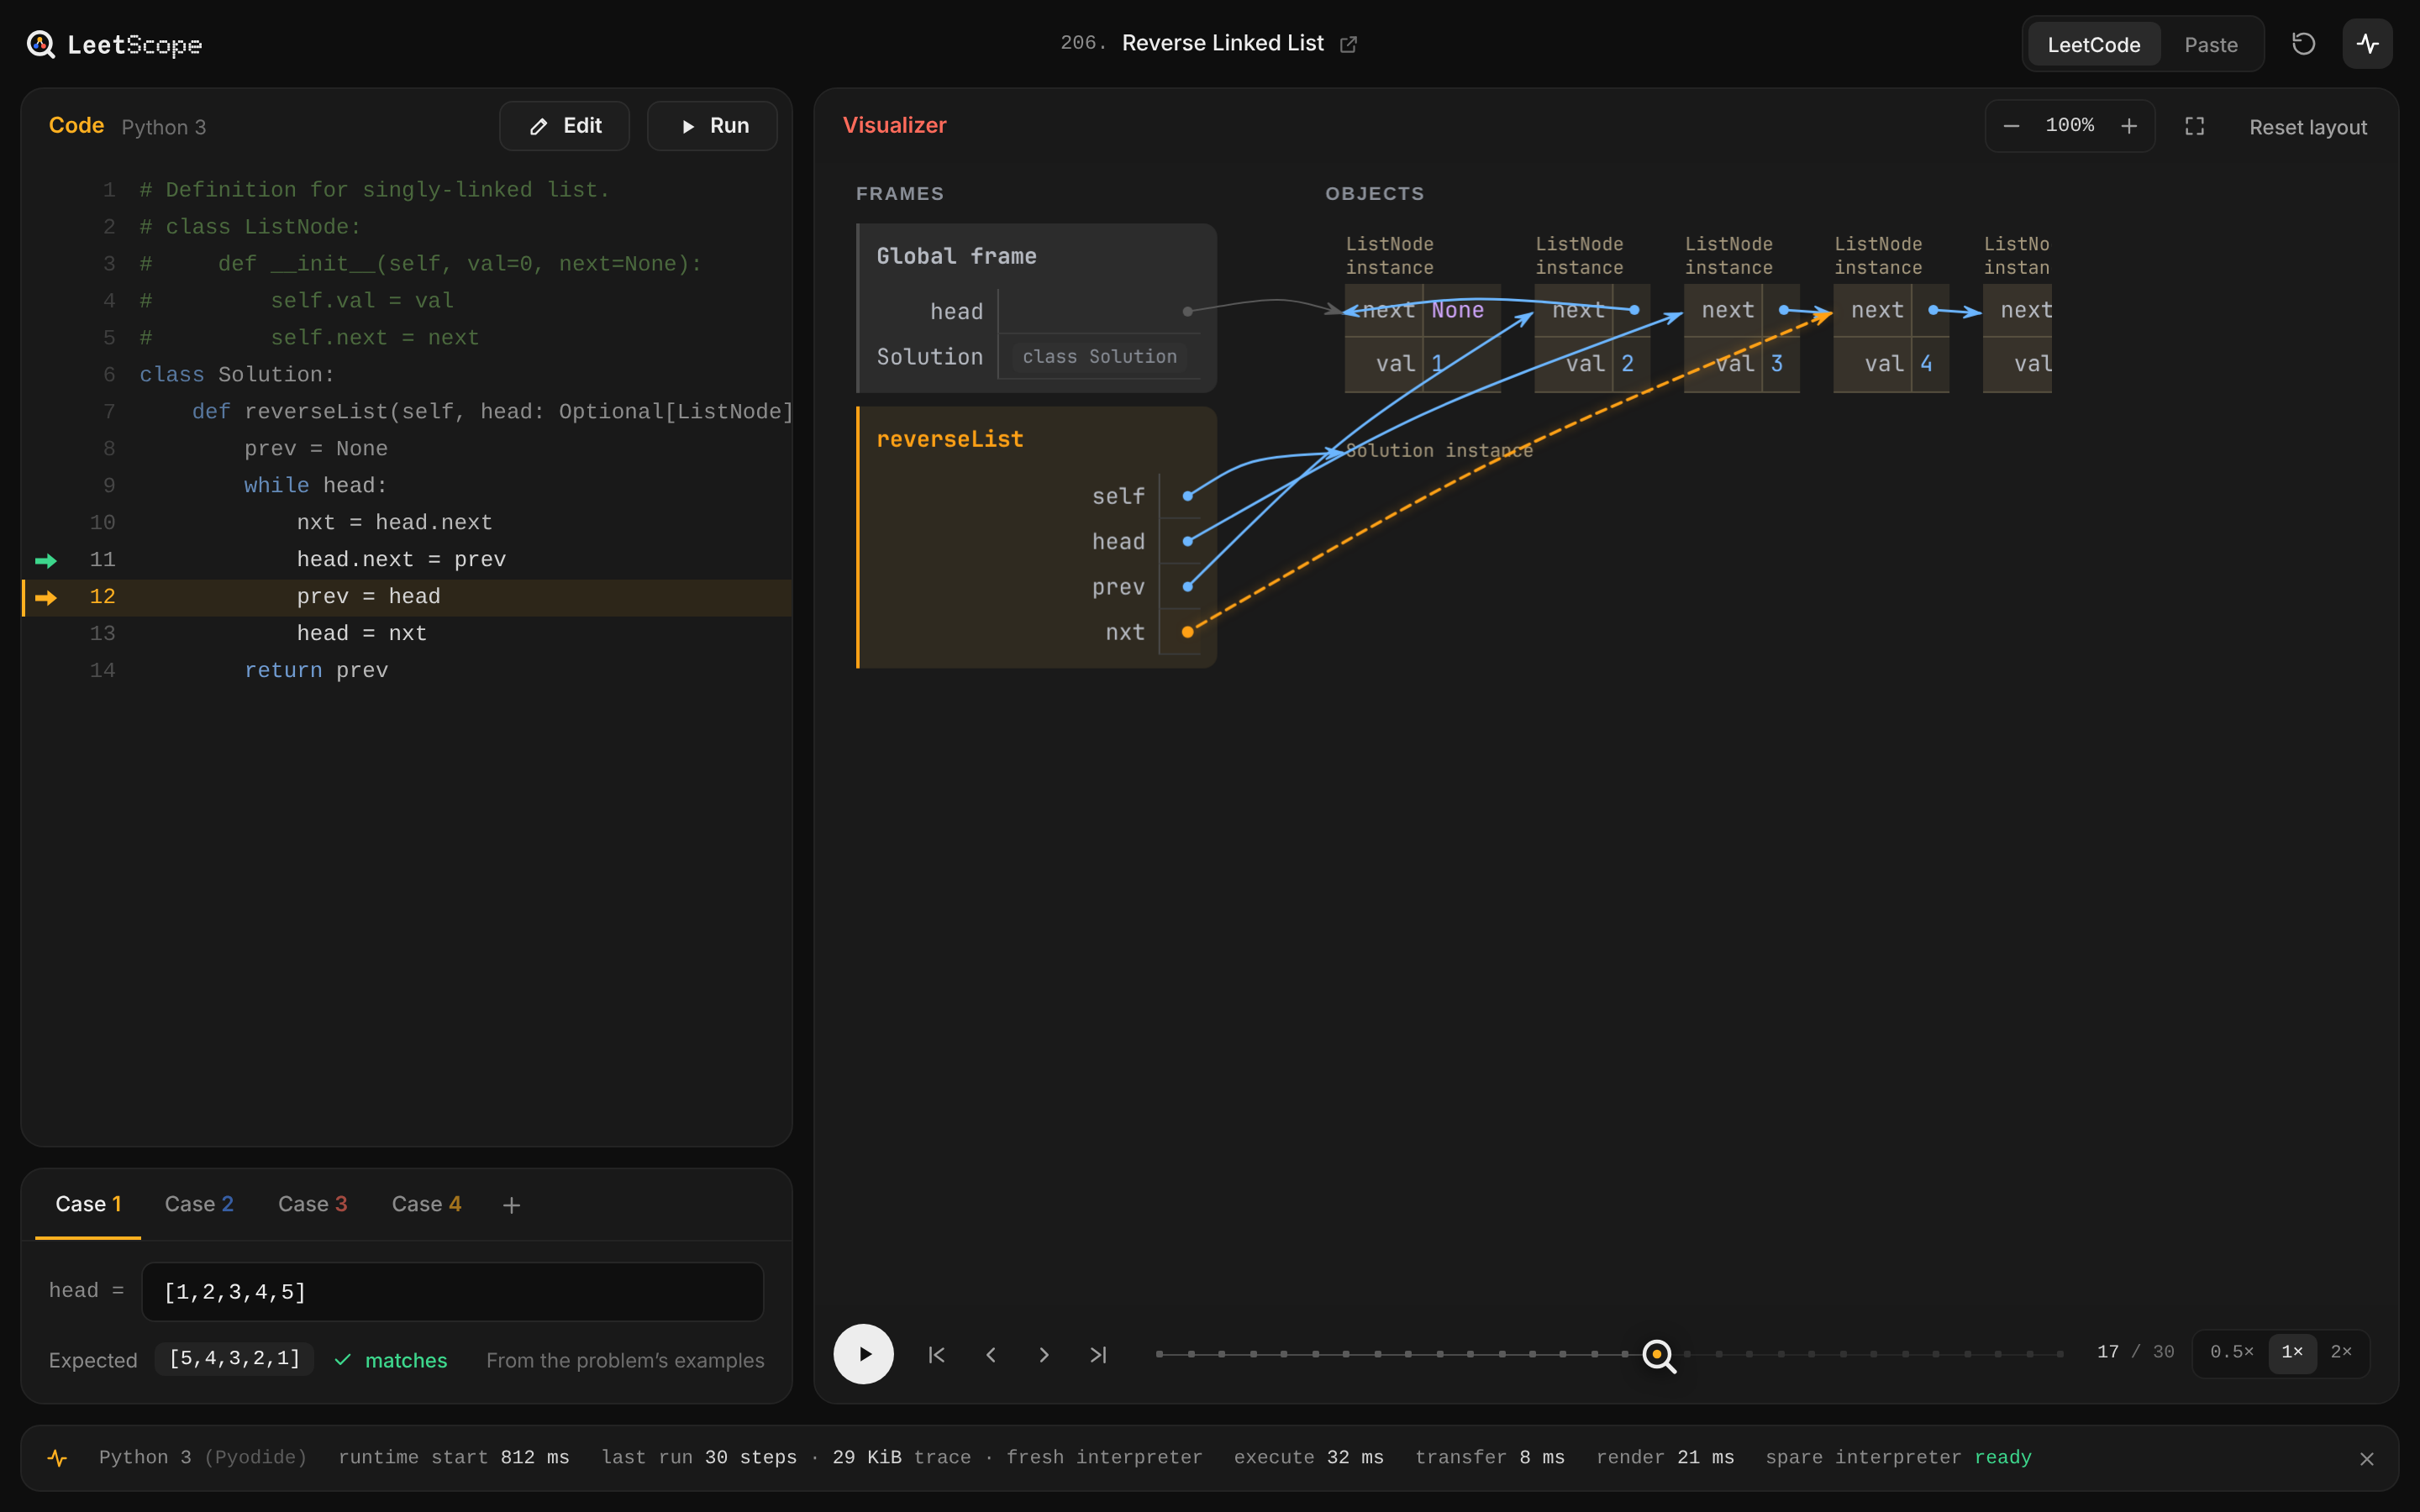 LeetScope
206. Reverse Linked List
LeetCode Paste
Code Python 3 Edit Run
1 # Definition for singly-linked list.
2 # class ListNode:
3 #     def __init__(self, val=0, next=None):
4 #         self.val = val
5 #         self.next = next
6 class Solution:
7     def reverseList(self, head: Optional[ListNode]
8         prev = None
9         while head:
10             nxt = head.next
11             head.next = prev
12             prev = head
13             head = nxt
14         return prev
Case 1 Case 2 Case 3 Case 4 +
head = [1,2,3,4,5]
Expected [5,4,3,2,1] matches From the problem's examples
Visualizer − 100% + Reset layout
FRAMES OBJECTS
Global frame
head
Solution class Solution
reverseList
self
head
prev
nxt
ListNode ListNode ListNode ListNode ListNo
instance instance instance instance instan
next None next next next next
val 1 val 2 val 3 val 4 val
Solution instance
17 / 30 0.5× 1× 2×
Python 3 (Pyodide) runtime start 812 ms last run 30 steps · 29 KiB trace · fresh interpreter execute 32 ms transfer 8 ms render 21 ms spare interpreter ready